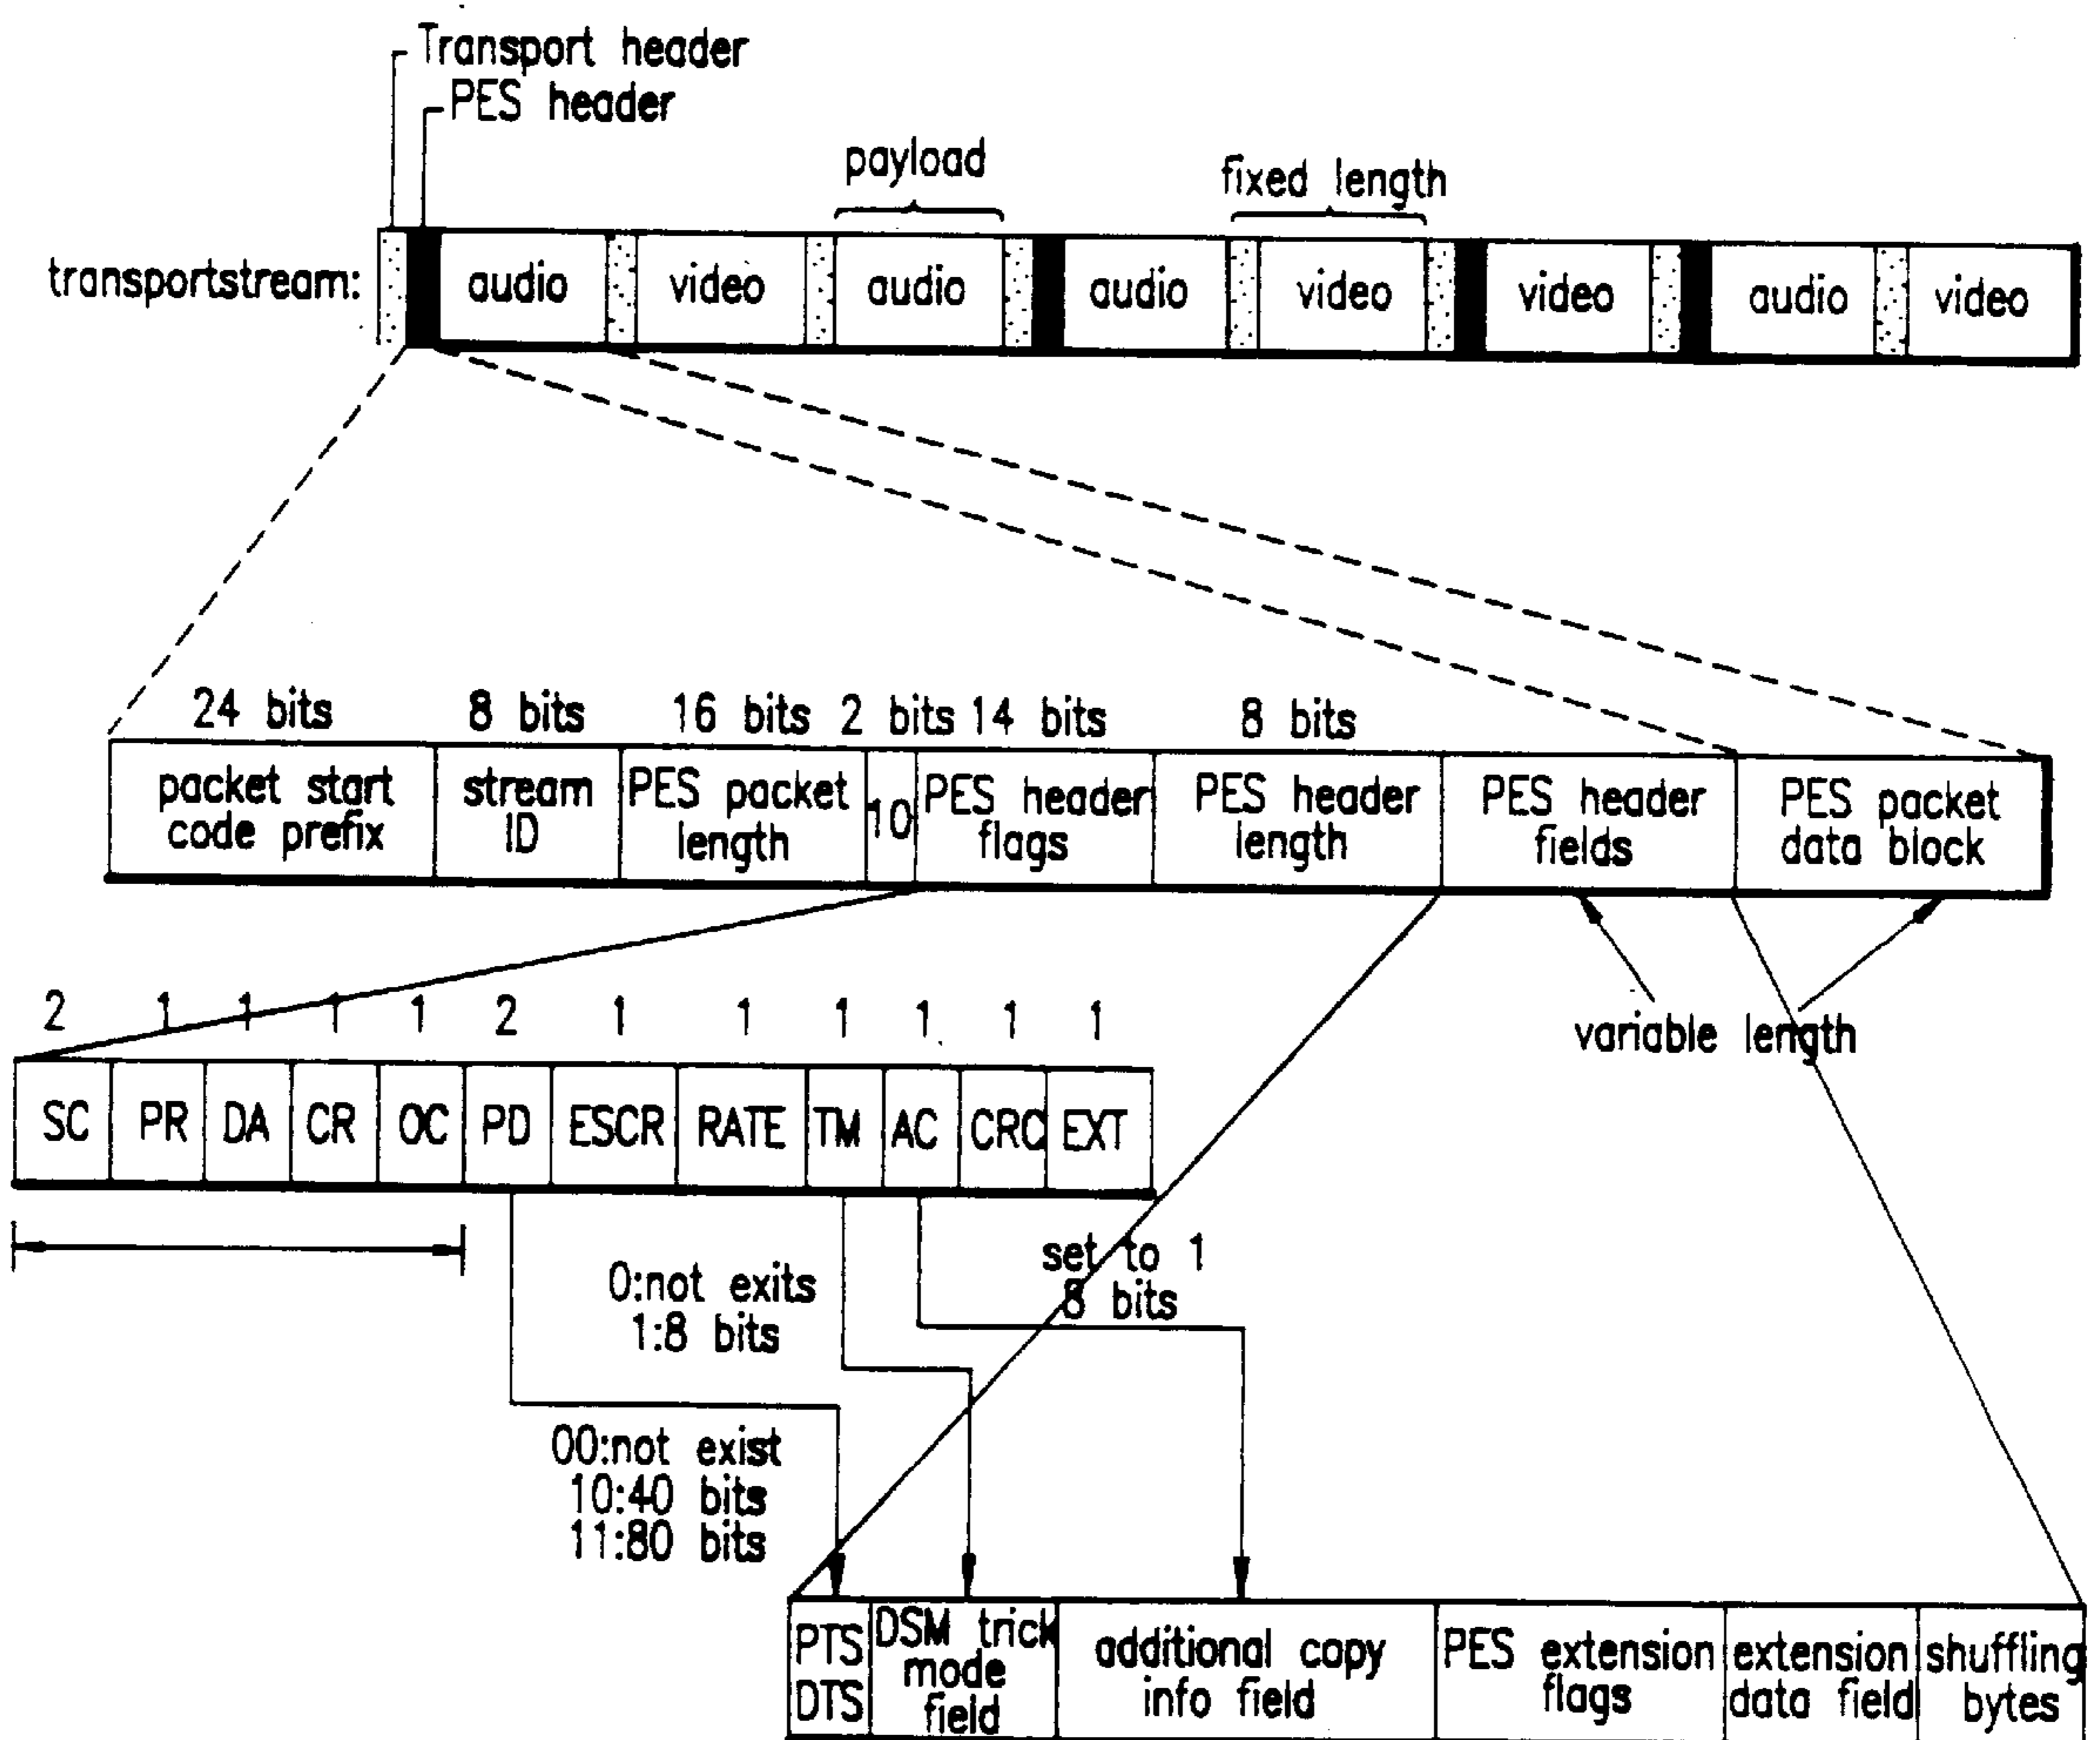 Transport header
PES header
payload
fixed length
transportstream:
audio
video
audio
audio
video
video
audio
video
24 bits
8 bits
16 bits
2 bits
14 bits
8 bits
packet start
code prefix
stream
ID
PES packet
length
10
PES header
flags
PES header
length
PES header
fields
PES packet
data block
variable length
2
1
1
1
1
2
1
1
1
1
1
1
SC
PR
DA
CR
OC
PD
ESCR
RATE
TM
AC
CRC
EXT
set to 1
8 bits
0:not exits
1:8 bits
00:not exist
10:40 bits
11:80 bits
PTS
DTS
DSM trick
mode
field
additional copy
info field
PES extension
flags
extension
data field
shuffling
bytes